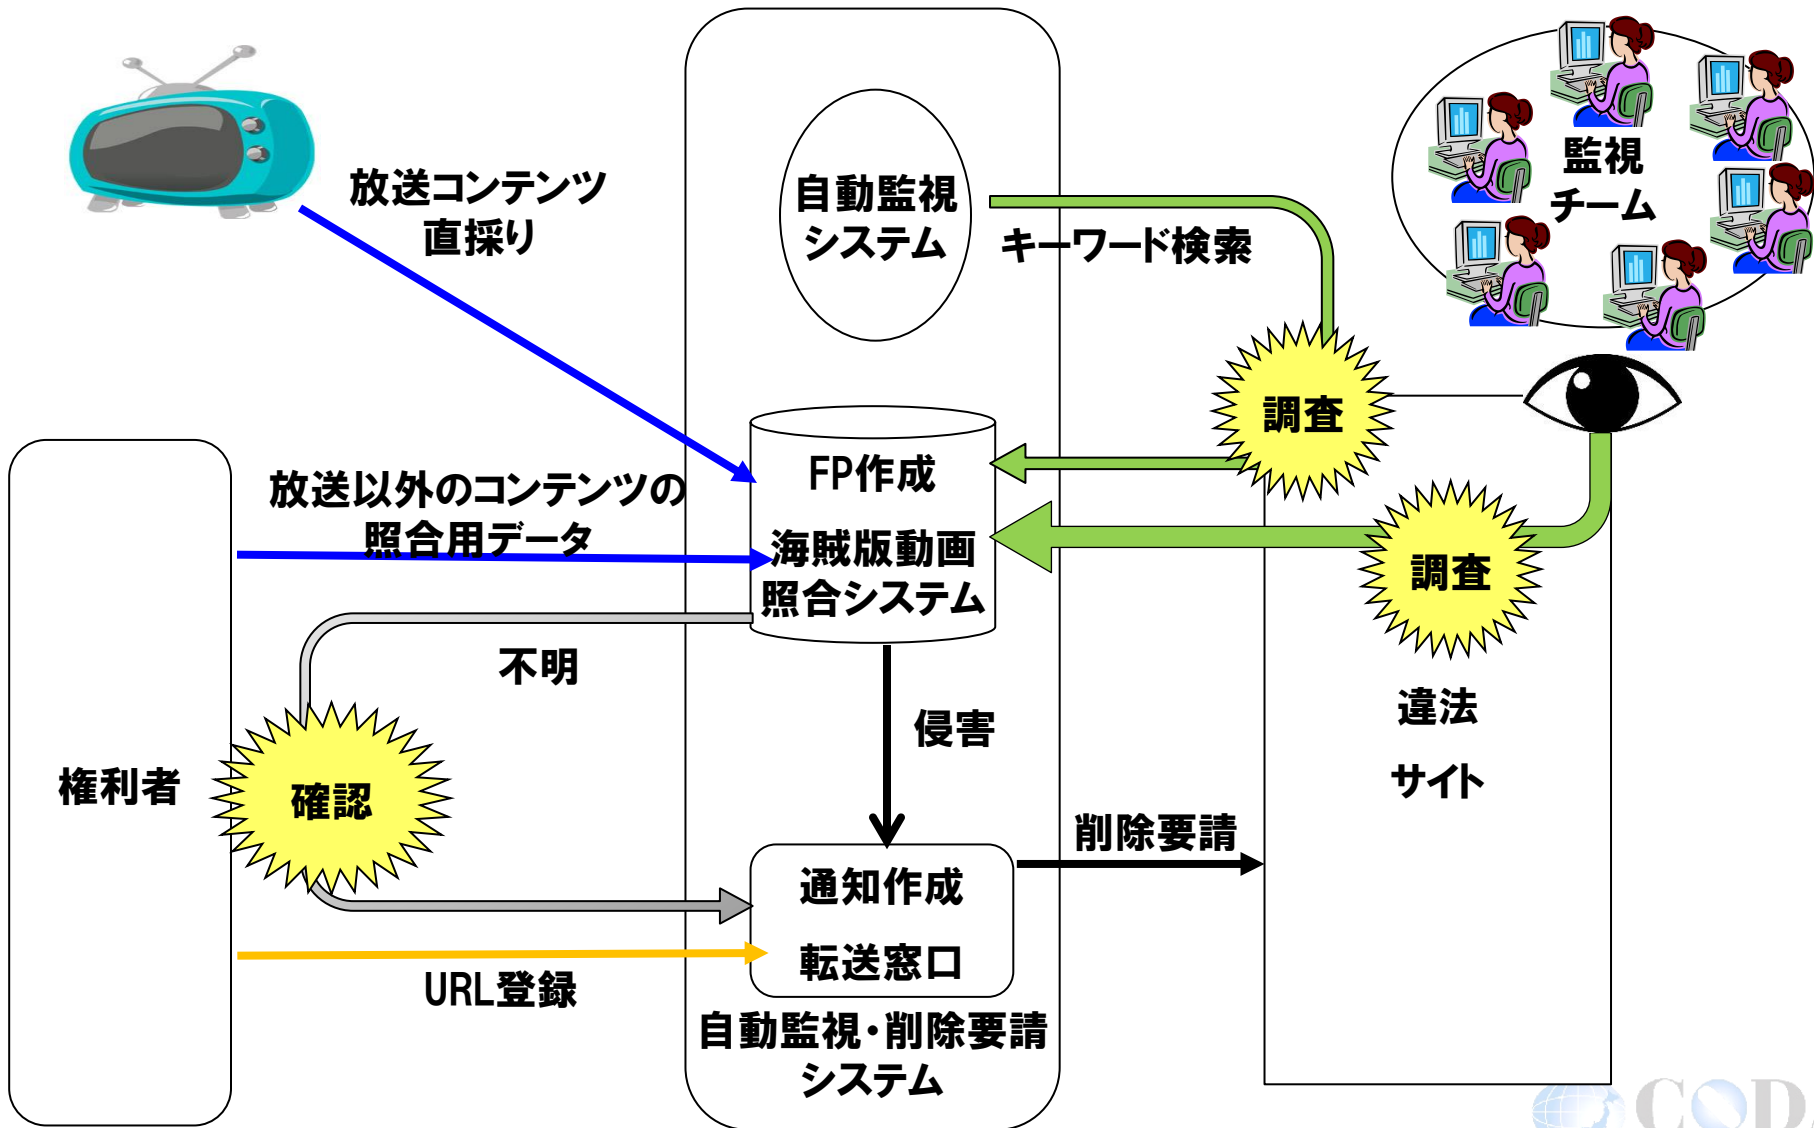 放送コンテンツ
直採り
自動監視
システム
キーワード検索
監視
チーム
調査
FP作成
海賊版動画
照合システム
放送以外のコンテンツの
照合用データ
調査
不明
侵害
違法
サイト
権利者
確認
削除要請
通知作成
転送窓口
URL登録
自動監視・削除要請
システム
COD